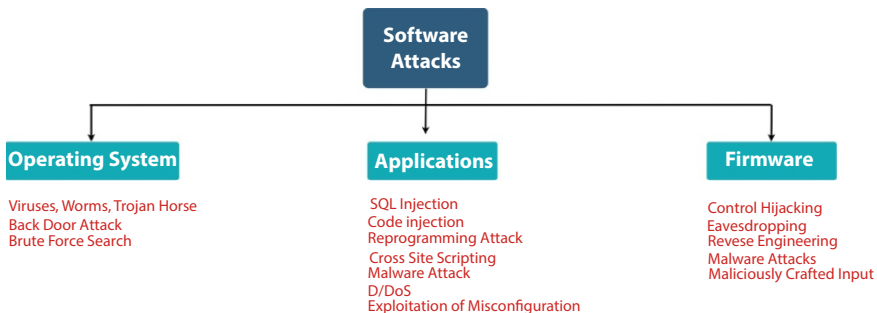 Software
Attacks
Operating System
Viruses, Worms, Trojan Horse
Back Door Attack
Brute Force Search
Applications
SQL Injection
Code injection
Reprogramming Attack
Cross Site Scripting
Malware Attack
D/DoS
Exploitation of Misconfiguration
Firmware
Control Hijacking
Eavesdropping
Revese Engineering
Malware Attacks
Maliciously Crafted Input